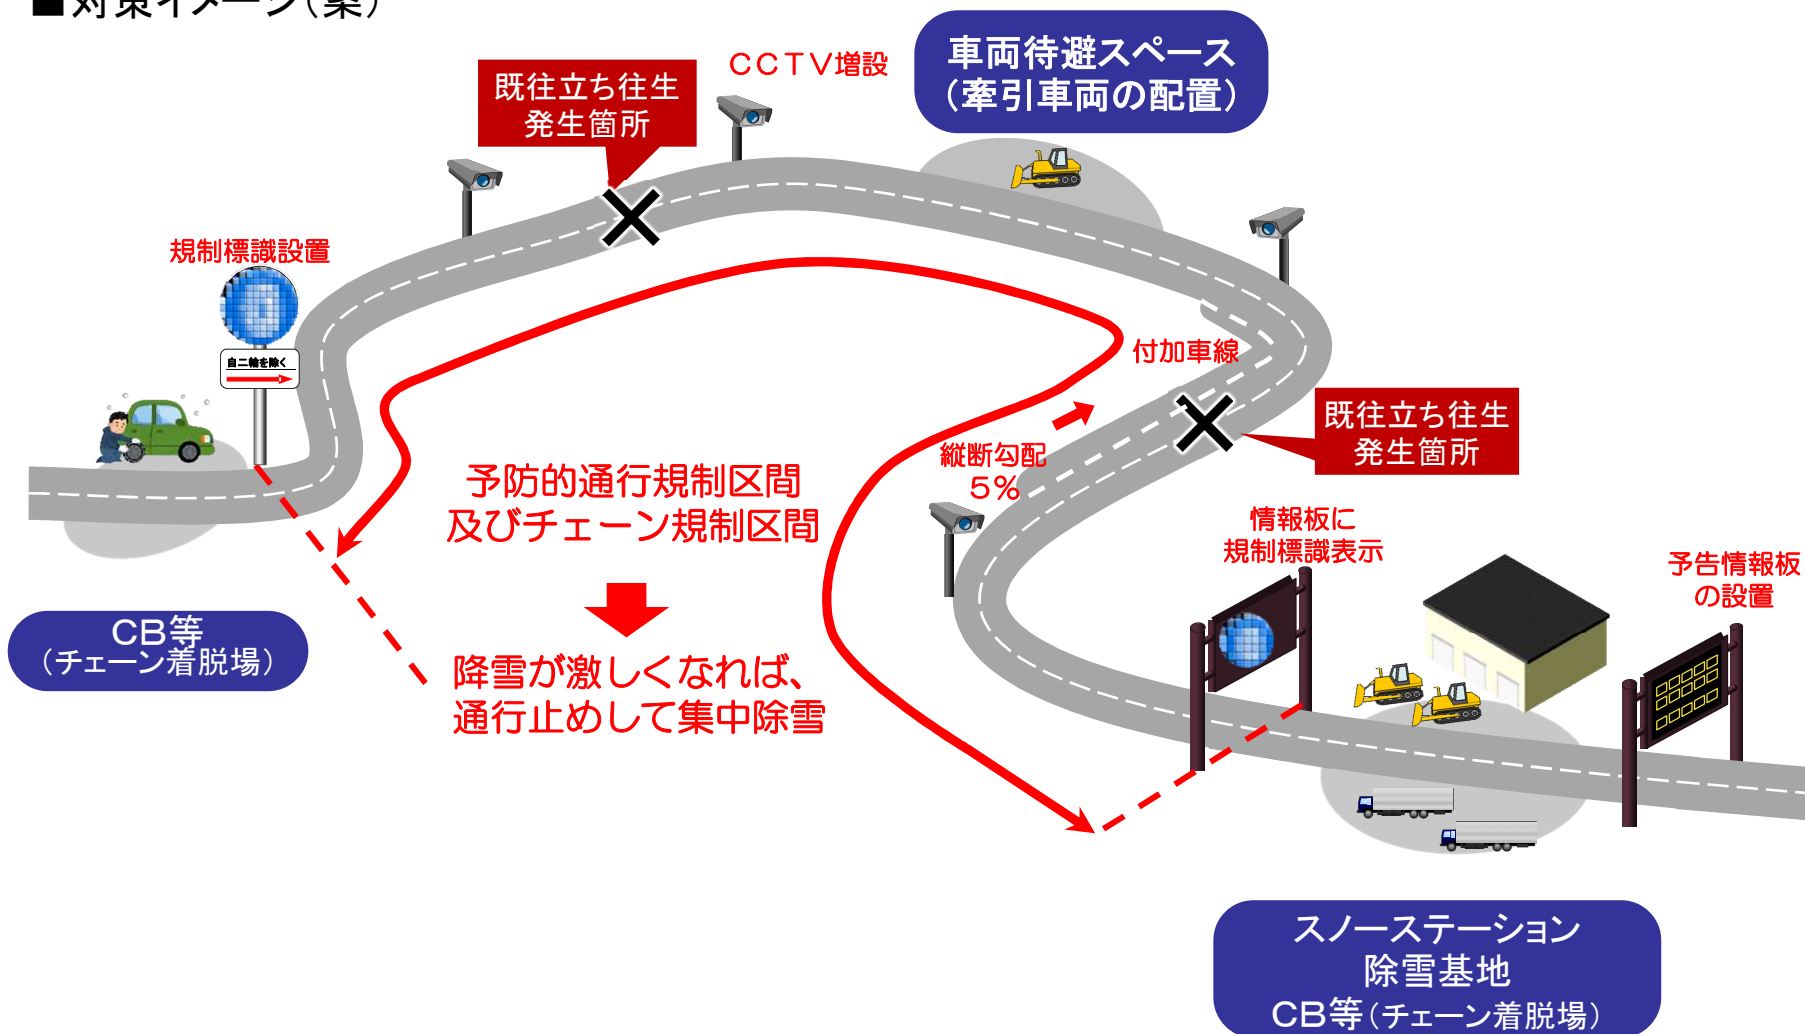 ■対策イメージ(案)
CCTV増設
車両待避スペース
(牽引車両の配置)
既往立ち往生
発生箇所
規制標識設置
自二輪を除く
付加車線
既往立ち往生
発生箇所
縦断勾配
5%
予防的通行規制区間
及びチェーン規制区間
情報板に
規制標識表示
予告情報板
の設置
CB等
(チェーン着脱場)
降雪が激しくなれば、
通行止めして集中除雪
スノーステーション
除雪基地
CB等(チェーン着脱場)